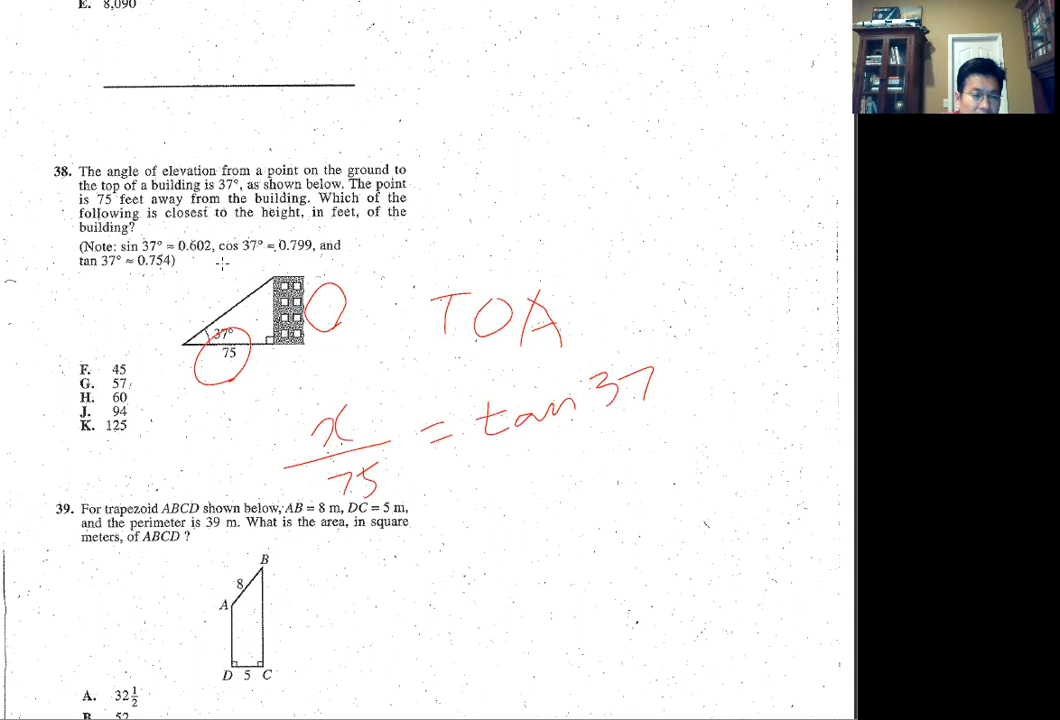 E. 8,090
38. The angle of elevation from a point on the ground to
the top of a building is 37°, as shown below. The point
is 75 feet away from the building. Which of the
following is closest to the height, in feet, of the
building?
(Note: sin 37° ≈ 0.602, cos 37° ≈ 0.799, and
tan 37° ≈ 0.754)
37°
75
O
TOA
F. 45
G. 57
H. 60
J. 94
K. 125
x
75
= tan 37
39. For trapezoid ABCD shown below, AB = 8 m, DC = 5 m,
and the perimeter is 39 m. What is the area, in square
meters, of ABCD ?
B
8
A
D 5 C
A. 32 1/2
B. 52